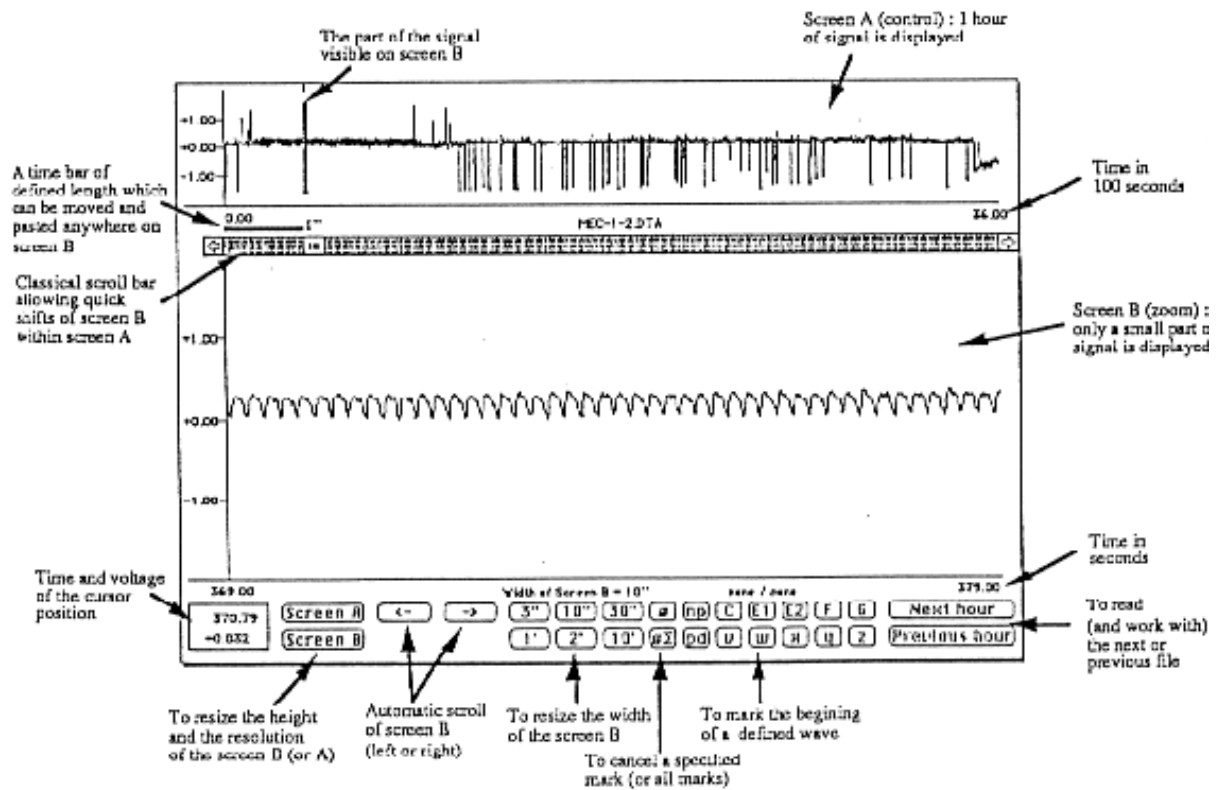 The part of the signal
visible on screen B
Screen A (control) : 1 hour
of signal is displayed
+1.00
+0.00
-1.00
A time bar of
defined length which
can be moved and
pasted anywhere on
screen B
Time in
100 seconds
0.00
MEC-1-2.DTA
36.00
Classical scroll bar
allowing quick
shifts of screen B
within screen A
Screen B (zoom) :
only a small part o
signal is displayed
+1.00
+0.00
-1.00
Time in
seconds
Time and voltage
of the cursor
position
369.00
Width of Screen B = 10"
379.00
370.79
+0.032
Screen A
<-
->
3"
10"
30"
ø
np
C
E1
E2
F
G
Next hour
Screen B
1'
2'
10'
øΣ
pd
Previous hour
To read
(and work with)
the next or
previous file
To resize the height
and the resolution
of the screen B (or A)
Automatic scroll
of screen B
(left or right)
To resize the width
of the screen B
To cancel a specified
mark (or all marks)
To mark the begining
of a defined wave